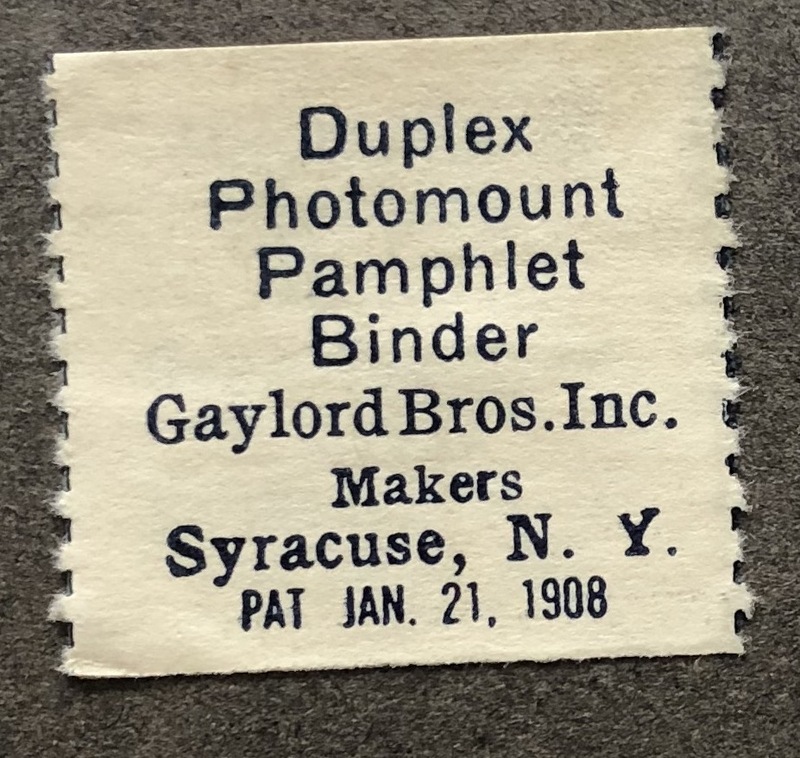 Duplex
Photomount
Pamphlet
Binder
Gaylord Bros. Inc.
Makers
Syracuse, N. Y.
PAT JAN. 21, 1908